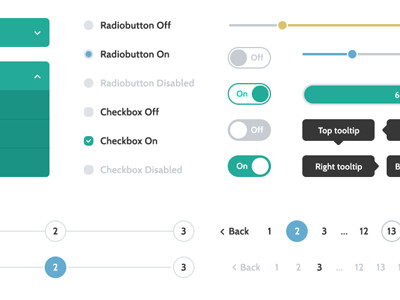 Radiobutton Off
Radiobutton On
Radiobutton Disabled
Checkbox Off
Checkbox On
Checkbox Disabled
Off
On
Off
On
6
Top tooltip
Right tooltip
B
2 3
2 3
Back 1 2 3 ... 12 13
Back 1 2 3 ... 12 13 1